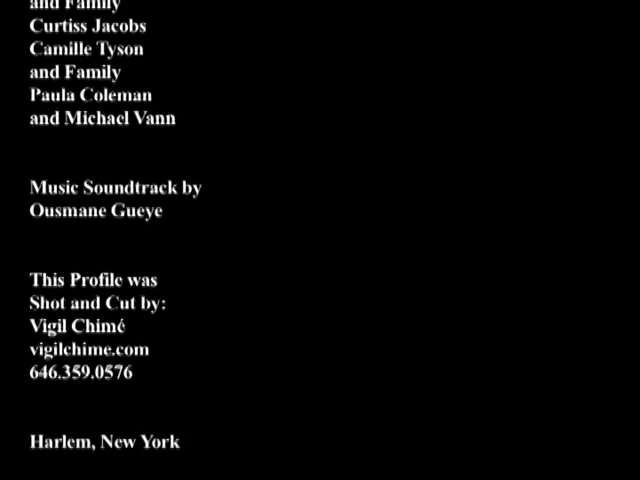 and Family
Curtiss Jacobs
Camille Tyson
and Family
Paula Coleman
and Michael Vann
Music Soundtrack by
Ousmane Gueye
This Profile was
Shot and Cut by:
Vigil Chimé
vigilchime.com
646.359.0576
Harlem, New York